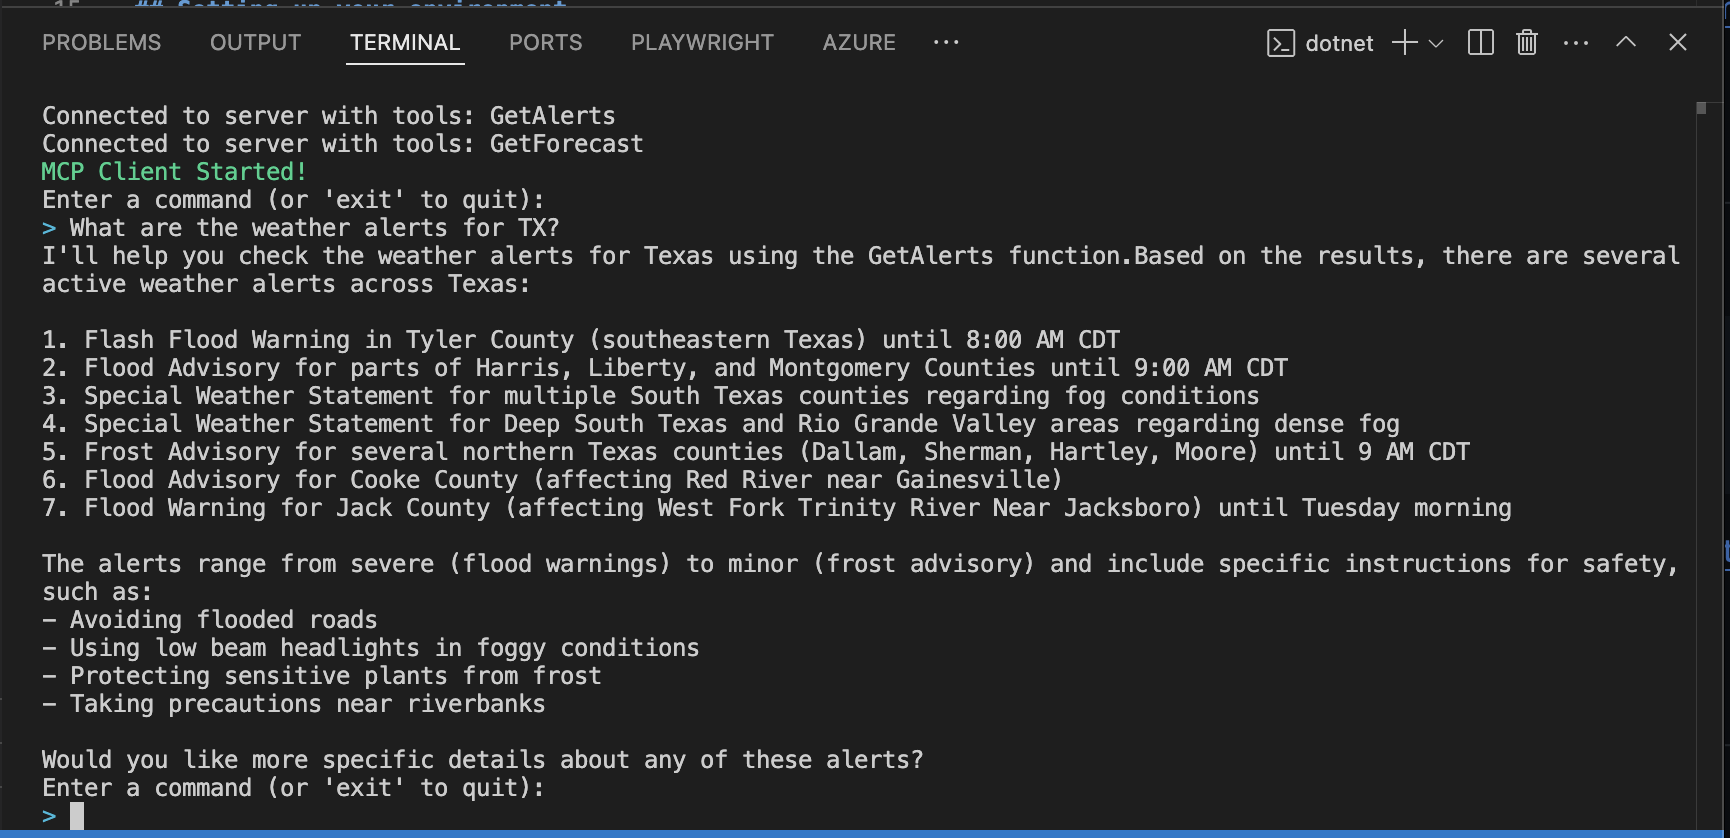 15 ## Setting up your environment
PROBLEMS OUTPUT TERMINAL PORTS PLAYWRIGHT AZURE ··· dotnet
Connected to server with tools: GetAlerts
Connected to server with tools: GetForecast
MCP Client Started!
Enter a command (or 'exit' to quit):
> What are the weather alerts for TX?
I'll help you check the weather alerts for Texas using the GetAlerts function.Based on the results, there are several
active weather alerts across Texas:
1. Flash Flood Warning in Tyler County (southeastern Texas) until 8:00 AM CDT
2. Flood Advisory for parts of Harris, Liberty, and Montgomery Counties until 9:00 AM CDT
3. Special Weather Statement for multiple South Texas counties regarding fog conditions
4. Special Weather Statement for Deep South Texas and Rio Grande Valley areas regarding dense fog
5. Frost Advisory for several northern Texas counties (Dallam, Sherman, Hartley, Moore) until 9 AM CDT
6. Flood Advisory for Cooke County (affecting Red River near Gainesville)
7. Flood Warning for Jack County (affecting West Fork Trinity River Near Jacksboro) until Tuesday morning
The alerts range from severe (flood warnings) to minor (frost advisory) and include specific instructions for safety,
such as:
– Avoiding flooded roads
– Using low beam headlights in foggy conditions
– Protecting sensitive plants from frost
– Taking precautions near riverbanks
Would you like more specific details about any of these alerts?
Enter a command (or 'exit' to quit):
>